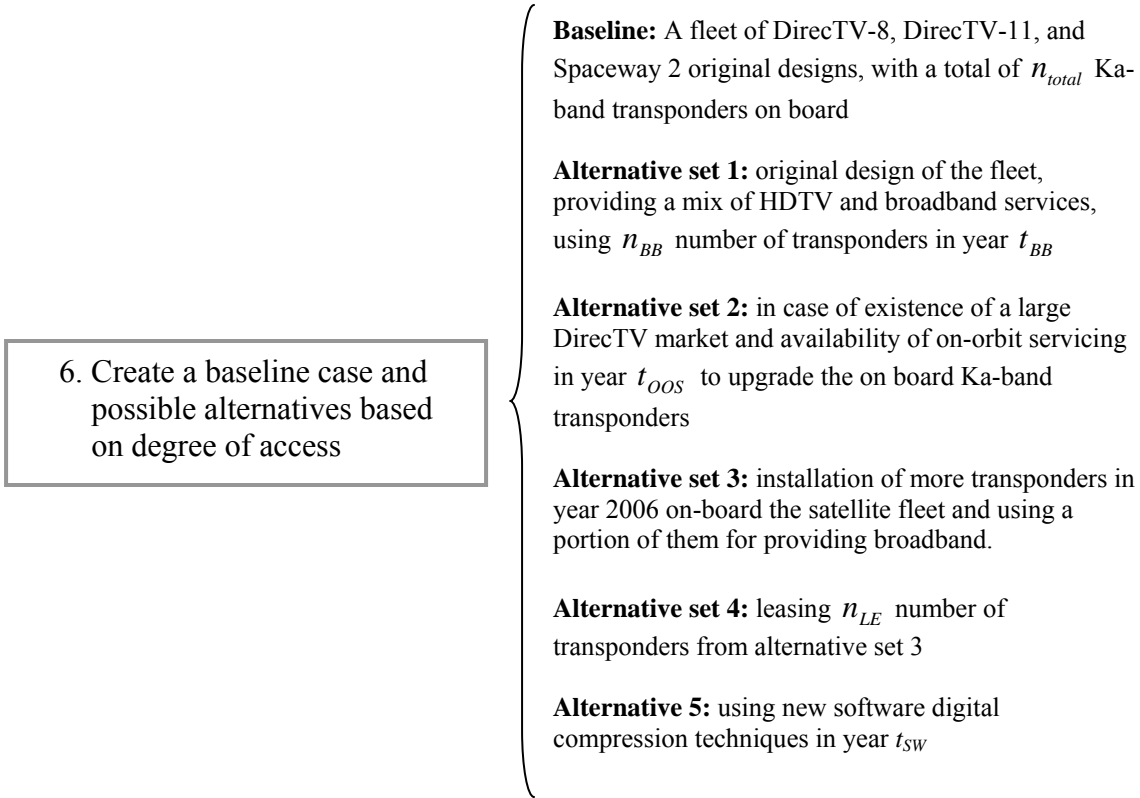 6. Create a baseline case and
possible alternatives based
on degree of access
Baseline: A fleet of DirecTV-8, DirecTV-11, and
Spaceway 2 original designs, with a total of n_total Ka-
band transponders on board
Alternative set 1: original design of the fleet,
providing a mix of HDTV and broadband services,
using n_BB number of transponders in year t_BB
Alternative set 2: in case of existence of a large
DirecTV market and availability of on-orbit servicing
in year t_OOS to upgrade the on board Ka-band
transponders
Alternative set 3: installation of more transponders in
year 2006 on-board the satellite fleet and using a
portion of them for providing broadband.
Alternative set 4: leasing n_LE number of
transponders from alternative set 3
Alternative 5: using new software digital
compression techniques in year t_SW